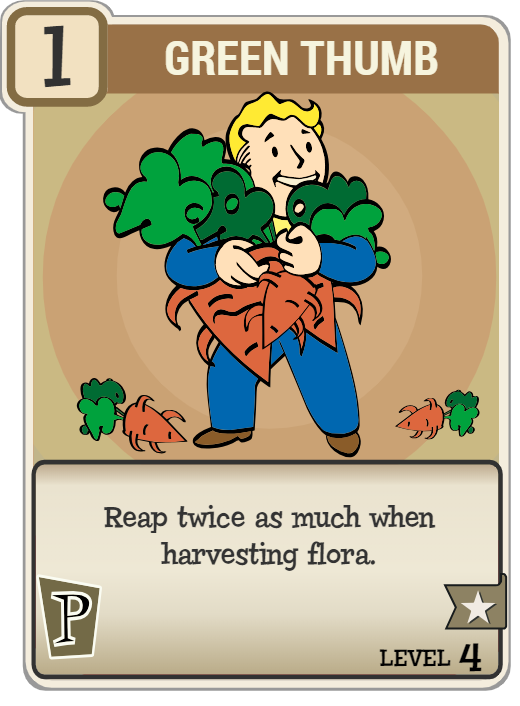 1
GREEN THUMB
Reap twice as much when
harvesting flora.
P
LEVEL 4